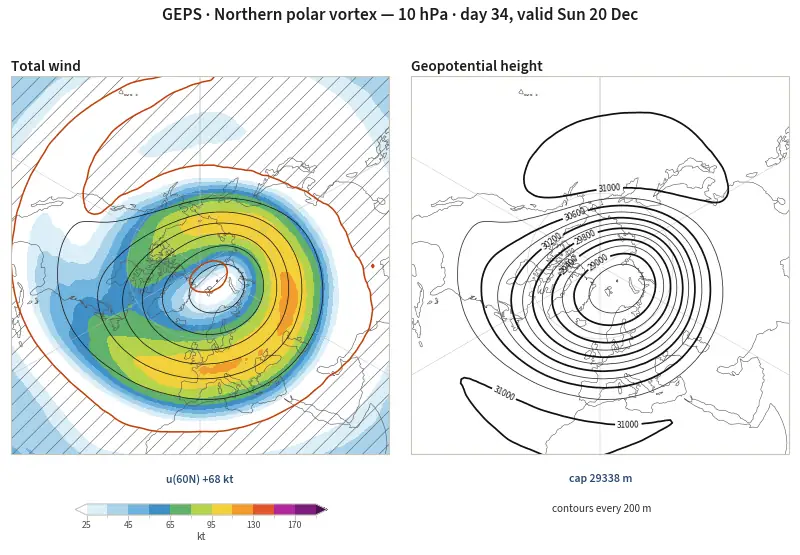 GEPS · Northern polar vortex — 10 hPa · day 34, valid Sun 20 Dec
Total wind
Geopotential height
31000
30600
30200
29800
29000
31000
31000
u(60N) +68 kt
cap 29338 m
contours every 200 m
25 45 65 95 130 170
kt